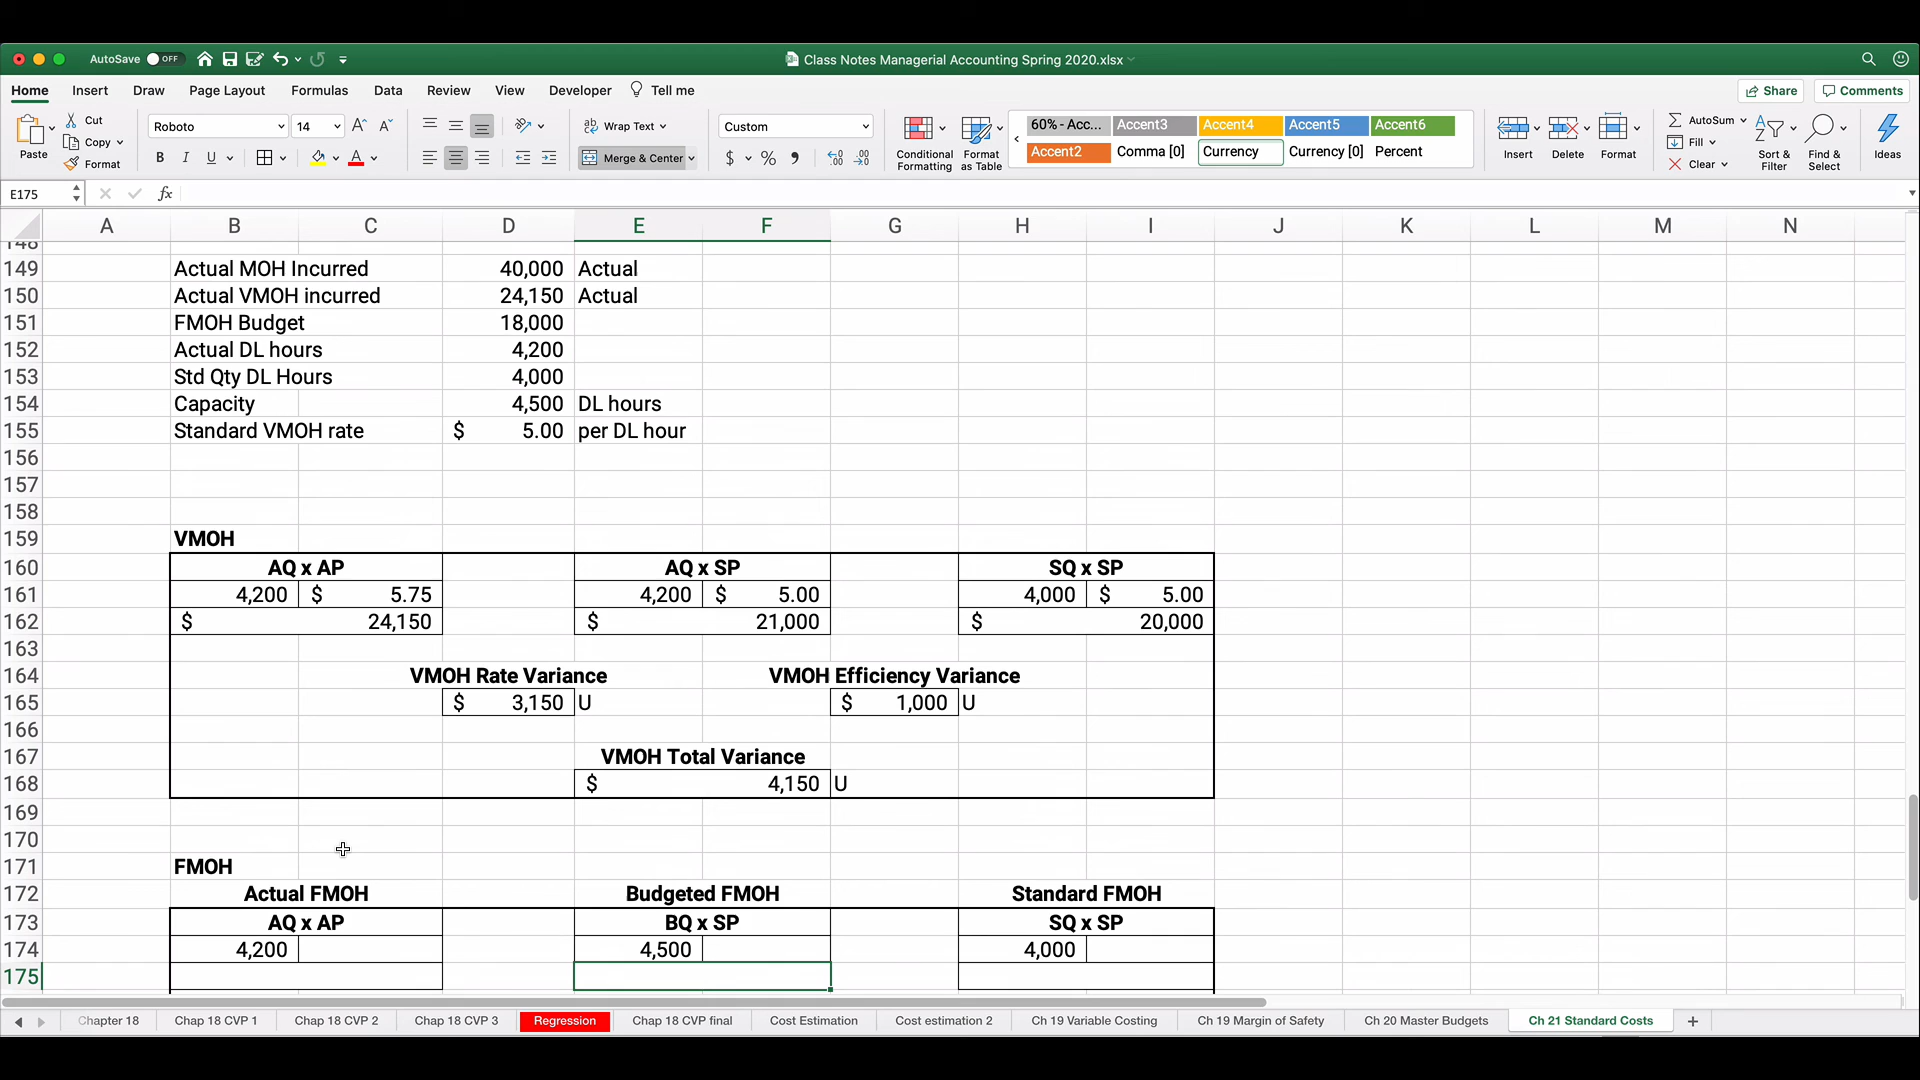 AutoSave OFF Class Notes Managerial Accounting Spring 2020.xlsx
Home Insert Draw Page Layout Formulas Data Review View Developer Tell me Share Comments
Paste Cut Copy Format
Roboto 14 A A Wrap Text Custom
B I U A Merge & Center $ % ,
Conditional Formatting Format as Table
60% - Acc... Accent3 Accent4 Accent5 Accent6
Accent2 Comma [0] Currency Currency [0] Percent
Insert Delete Format AutoSum Fill Clear Sort & Filter Find & Select Ideas
E175 fx
A B C D E F G H I J K L M N
148
149 Actual MOH Incurred 40,000 Actual
150 Actual VMOH incurred 24,150 Actual
151 FMOH Budget 18,000
152 Actual DL hours 4,200
153 Std Qty DL Hours 4,000
154 Capacity 4,500 DL hours
155 Standard VMOH rate $ 5.00 per DL hour
156
157
158
159 VMOH
160 AQ x AP AQ x SP SQ x SP
161 4,200 $ 5.75 4,200 $ 5.00 4,000 $ 5.00
162 $ 24,150 $ 21,000 $ 20,000
163
164 VMOH Rate Variance VMOH Efficiency Variance
165 $ 3,150 U $ 1,000 U
166
167 VMOH Total Variance
168 $ 4,150 U
169
170
171 FMOH
172 Actual FMOH Budgeted FMOH Standard FMOH
173 AQ x AP BQ x SP SQ x SP
174 4,200 4,500 4,000
175
Chapter 18 Chap 18 CVP 1 Chap 18 CVP 2 Chap 18 CVP 3 Regression Chap 18 CVP final Cost Estimation Cost estimation 2 Ch 19 Variable Costing Ch 19 Margin of Safety Ch 20 Master Budgets Ch 21 Standard Costs +